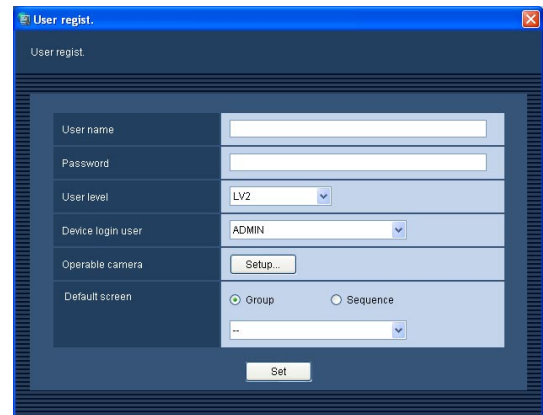 User regist.
User regist.
User name
Password
User level LV2
Device login user ADMIN
Operable camera Setup...
Default screen Group Sequence
--
Set